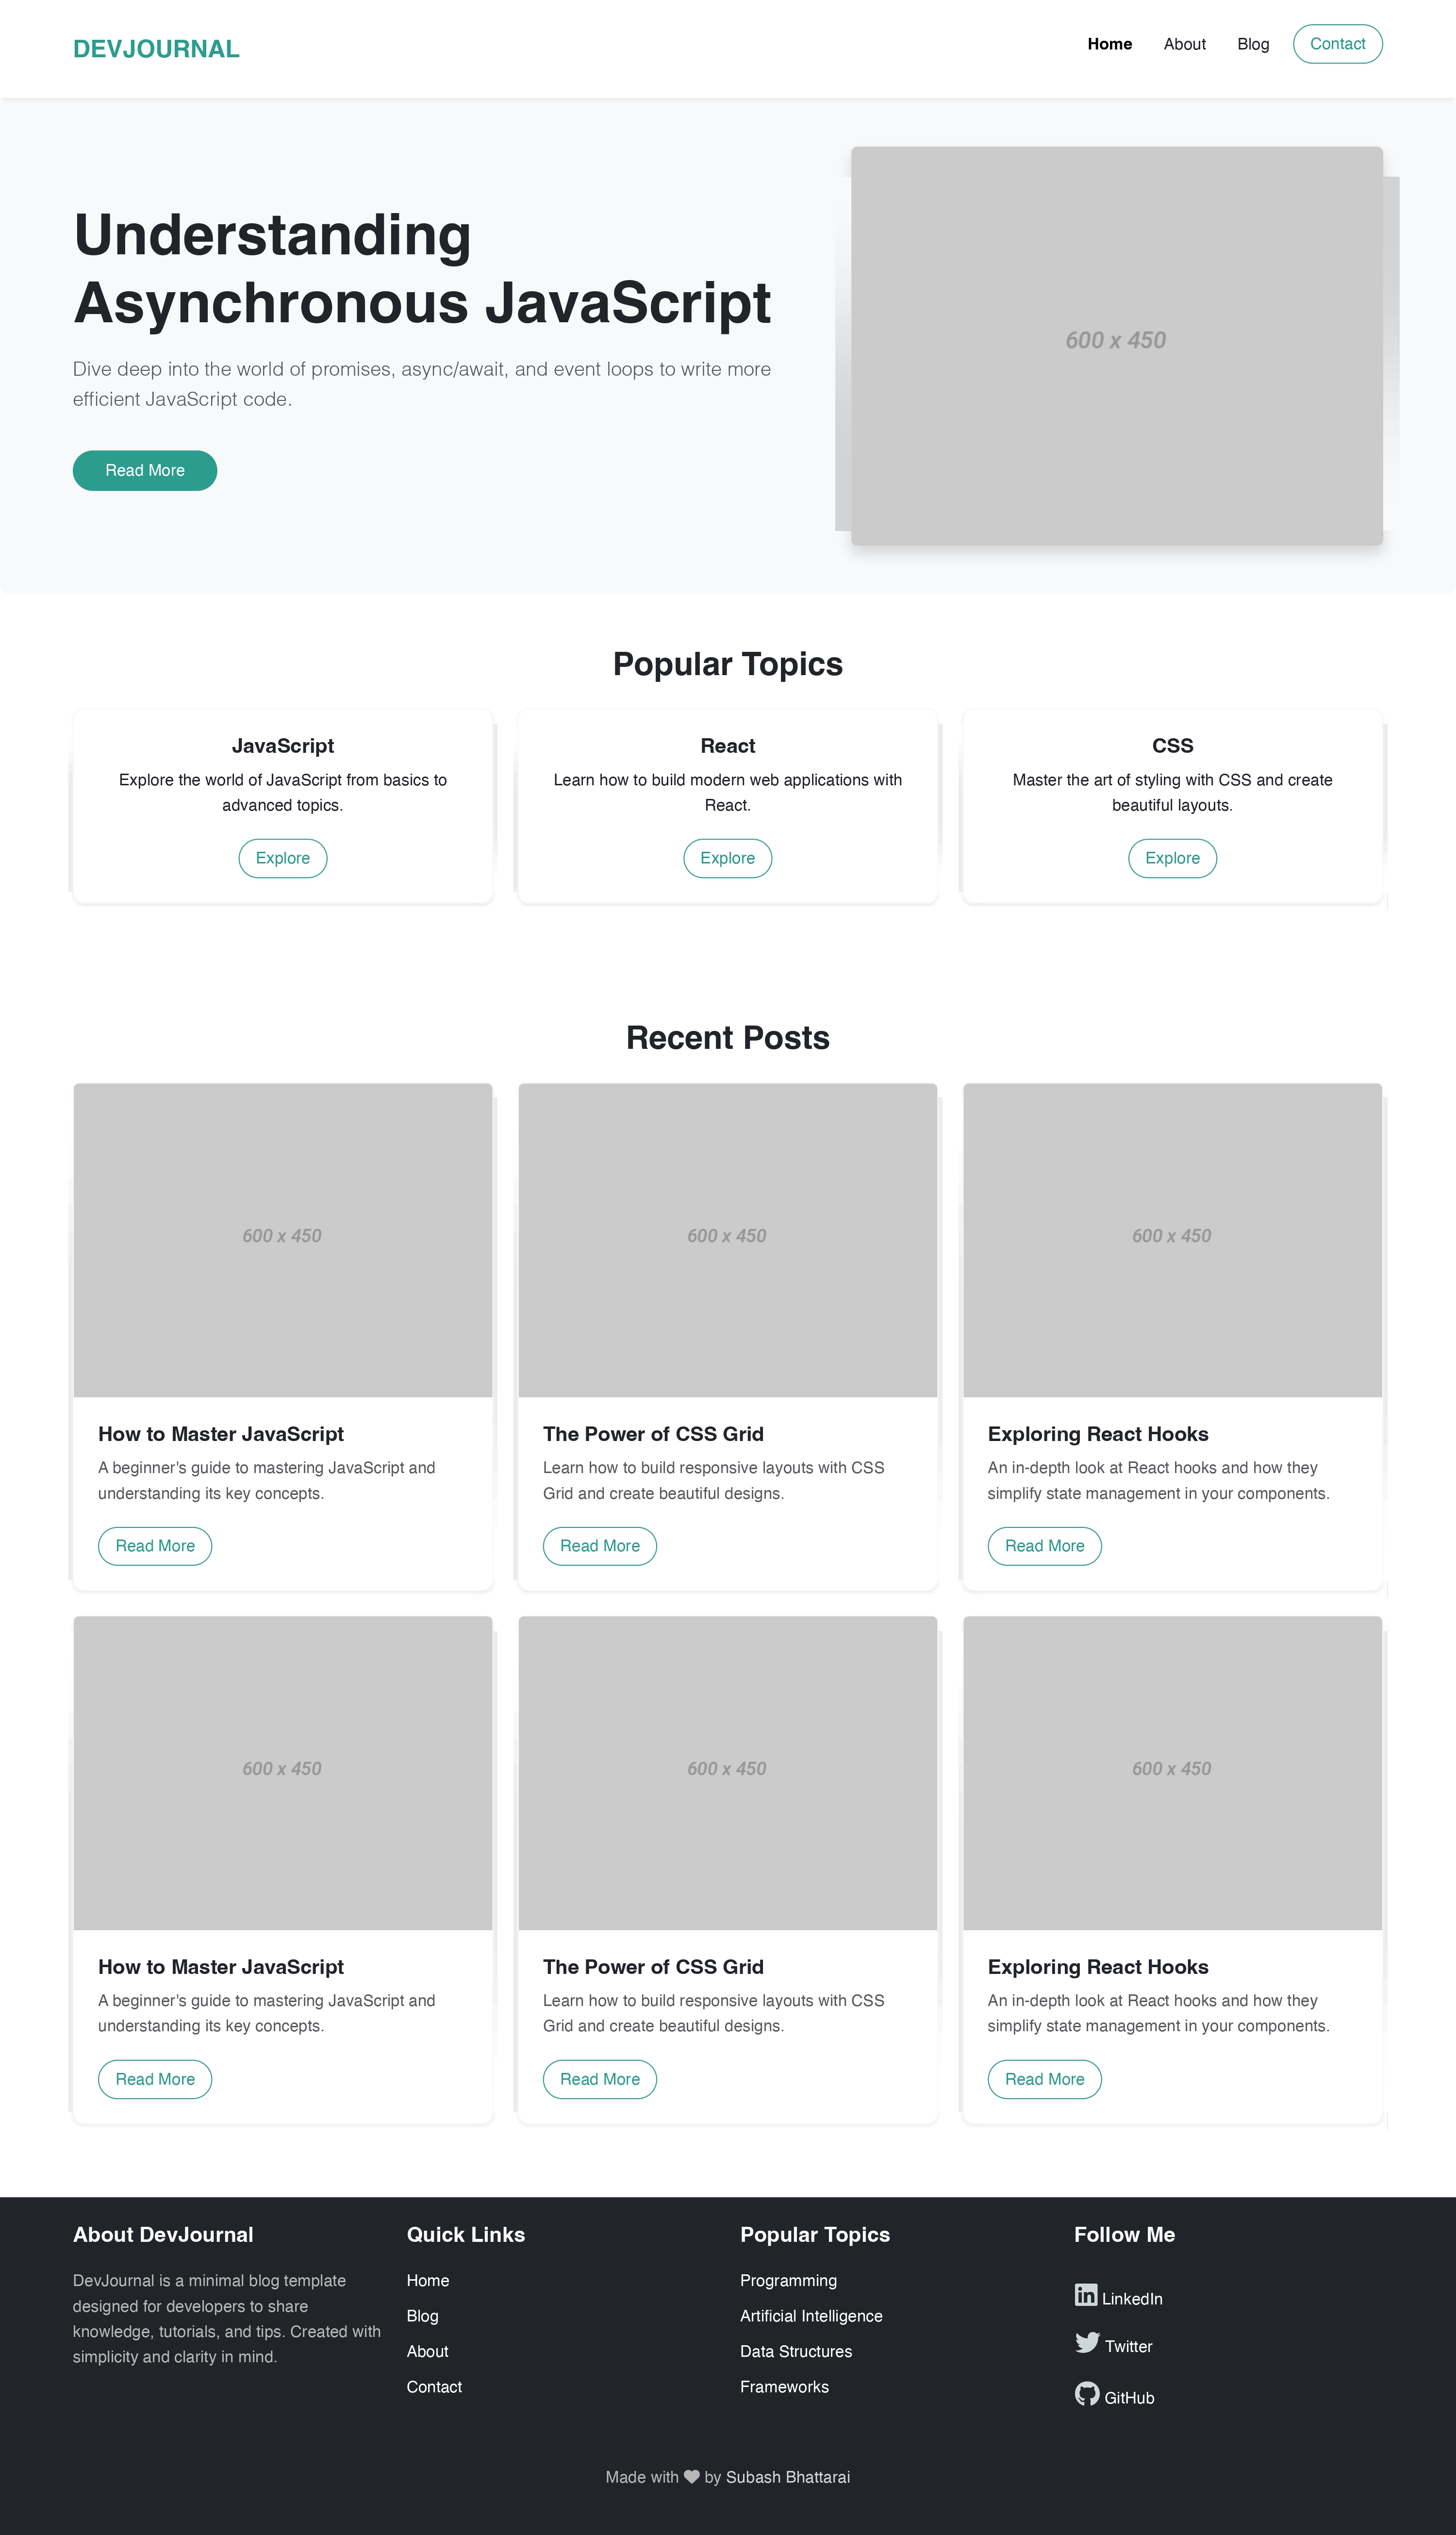 DEVJOURNAL
Home
About
Blog
Contact
Understanding
Asynchronous JavaScript
Dive deep into the world of promises, async/await, and event loops to write more
efficient JavaScript code.
Read More
600 x 450
Popular Topics
JavaScript
Explore the world of JavaScript from basics to
advanced topics.
Explore
React
Learn how to build modern web applications with
React.
Explore
CSS
Master the art of styling with CSS and create
beautiful layouts.
Explore
Recent Posts
600 x 450
How to Master JavaScript
A beginner's guide to mastering JavaScript and
understanding its key concepts.
Read More
600 x 450
The Power of CSS Grid
Learn how to build responsive layouts with CSS
Grid and create beautiful designs.
Read More
600 x 450
Exploring React Hooks
An in-depth look at React hooks and how they
simplify state management in your components.
Read More
600 x 450
How to Master JavaScript
A beginner's guide to mastering JavaScript and
understanding its key concepts.
Read More
600 x 450
The Power of CSS Grid
Learn how to build responsive layouts with CSS
Grid and create beautiful designs.
Read More
600 x 450
Exploring React Hooks
An in-depth look at React hooks and how they
simplify state management in your components.
Read More
About DevJournal
DevJournal is a minimal blog template
designed for developers to share
knowledge, tutorials, and tips. Created with
simplicity and clarity in mind.
Quick Links
Home
Blog
About
Contact
Popular Topics
Programming
Artificial Intelligence
Data Structures
Frameworks
Follow Me
LinkedIn
Twitter
GitHub
Made with ♥ by Subash Bhattarai